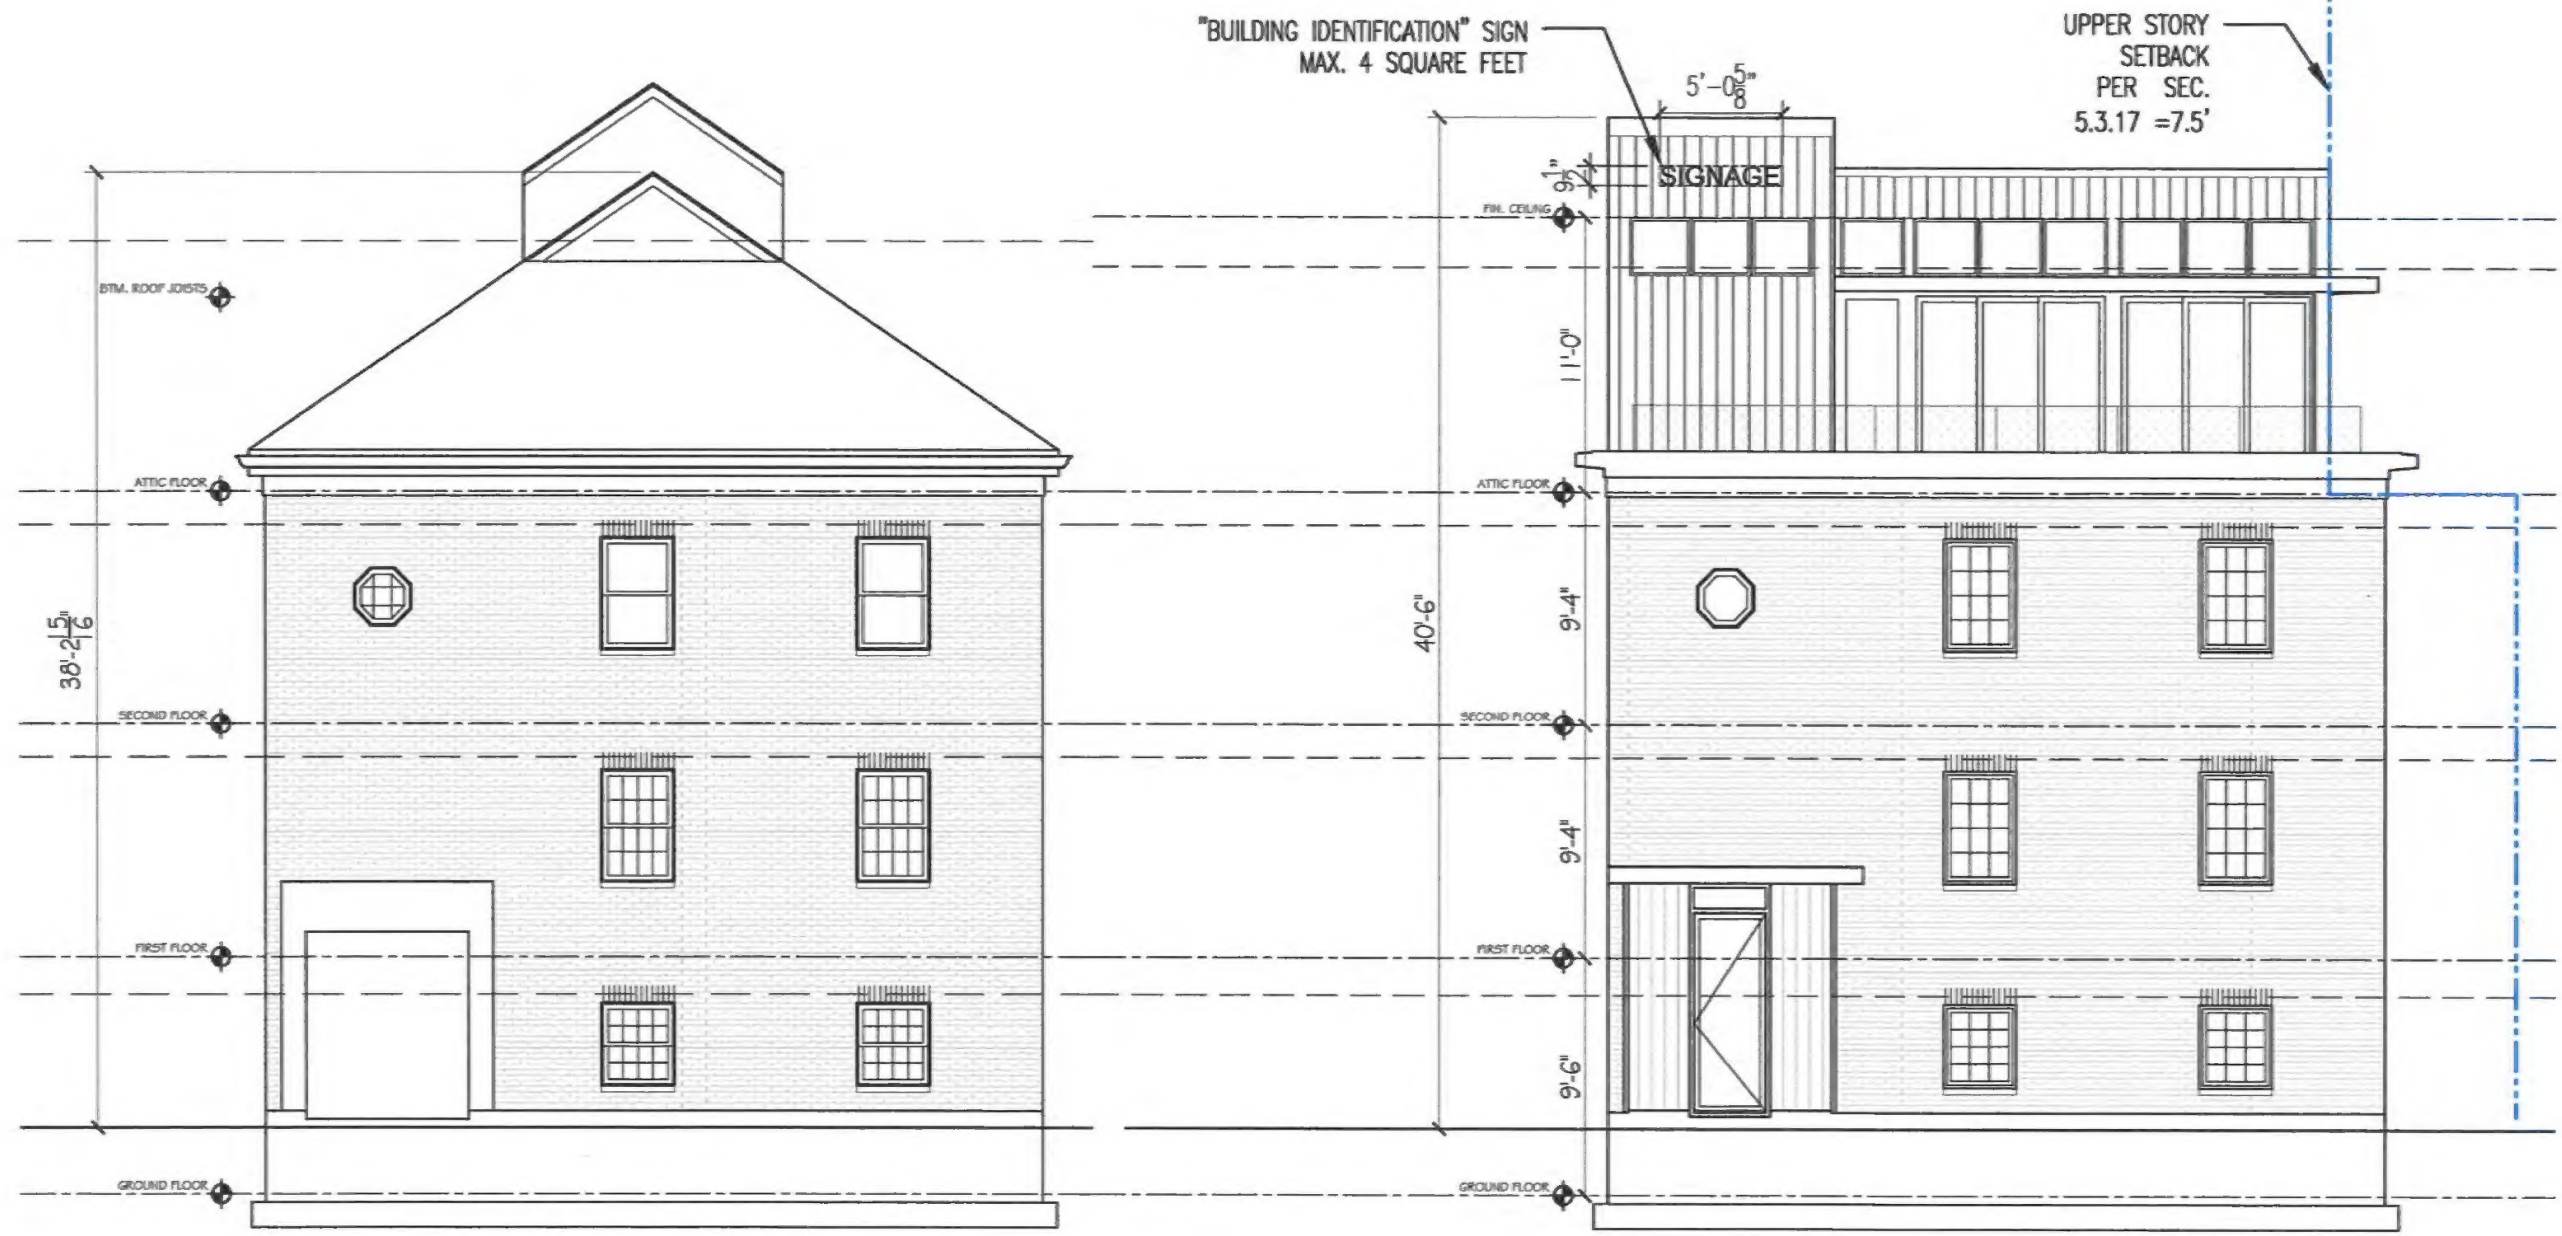 "BUILDING IDENTIFICATION" SIGN
MAX. 4 SQUARE FEET
UPPER STORY
SETBACK
PER SEC.
5.3.17 =7.5'
5'-0 5/8"
9 1/2"
SIGNAGE
FIN. CEILING
BTM. ROOF JOISTS
11'-0"
ATTIC FLOOR
ATTIC FLOOR
38'-2 5/16"
40'-6"
9'-4"
SECOND FLOOR
SECOND FLOOR
9'-4"
FIRST FLOOR
FIRST FLOOR
9'-6"
GROUND FLOOR
GROUND FLOOR